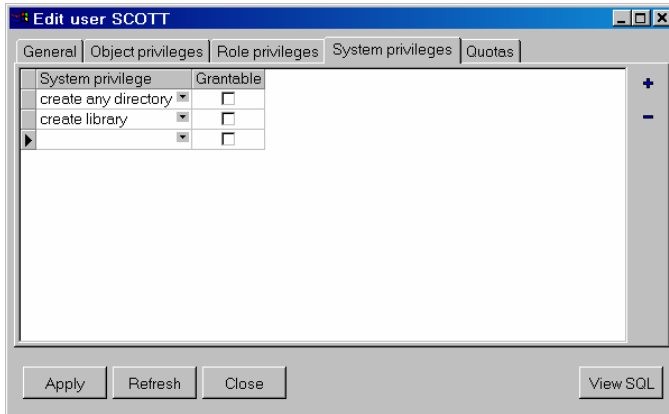 Edit user SCOTT
General Object privileges Role privileges System privileges Quotas
System privilege Grantable
create any directory
create library
Apply Refresh Close View SQL